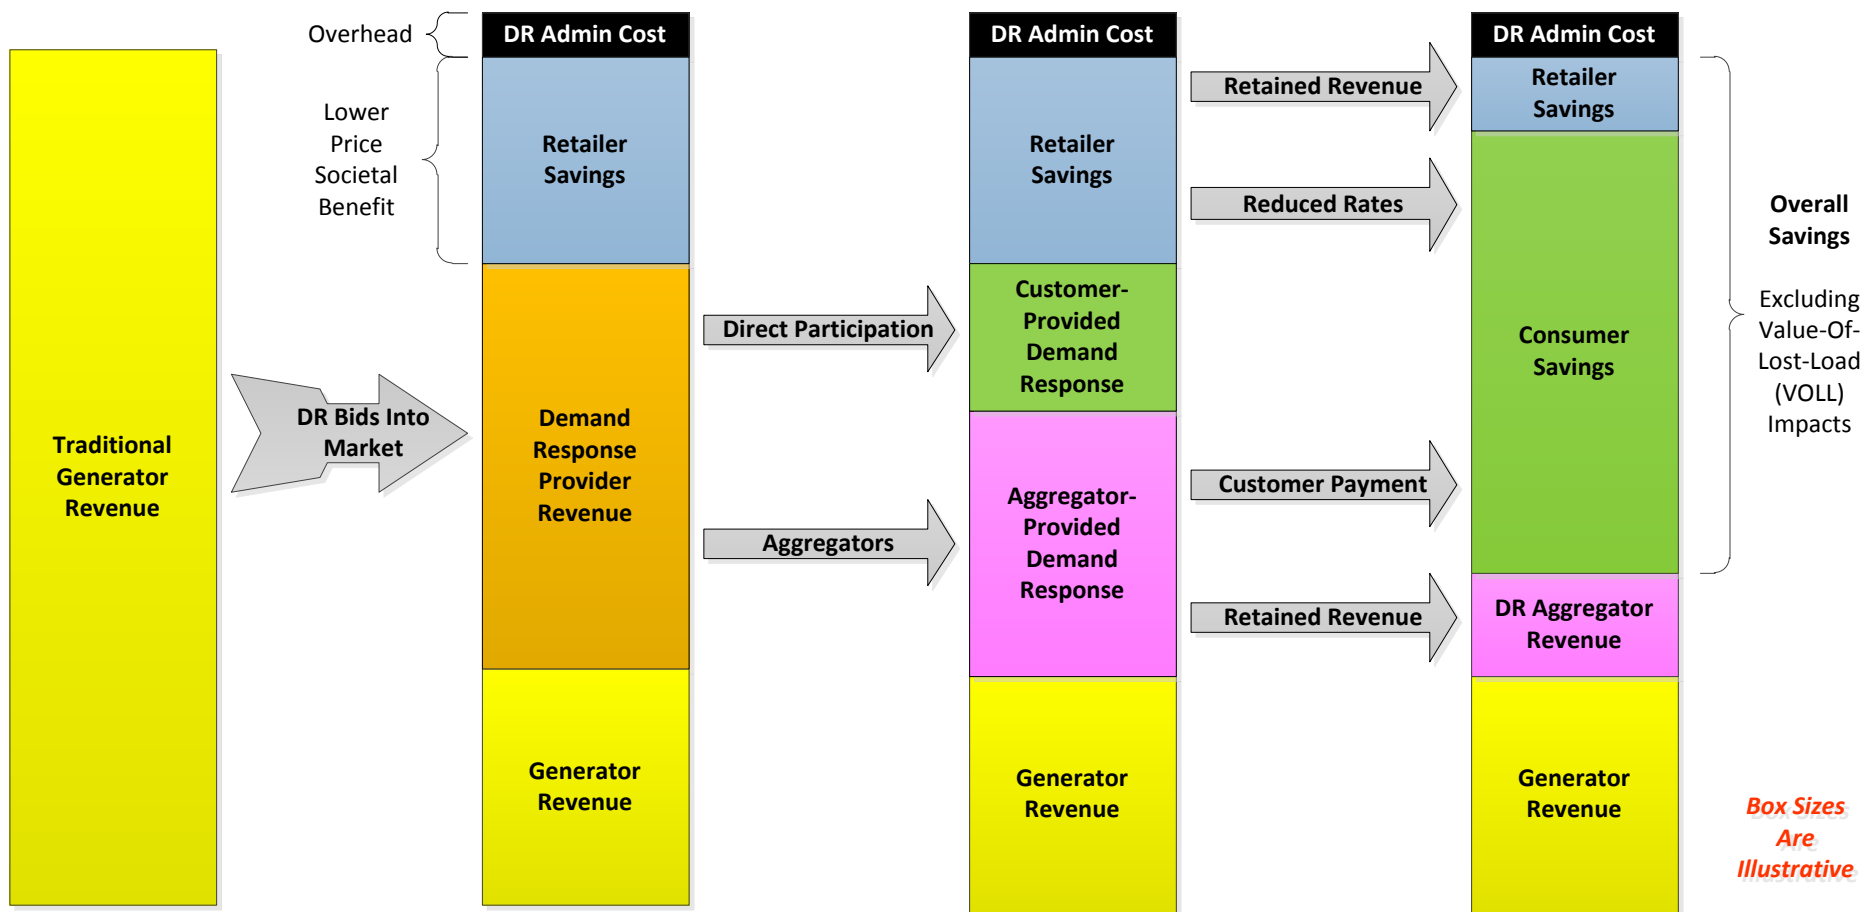 Overhead
Lower
Price
Societal
Benefit
Traditional
Generator
Revenue
DR Bids Into
Market
DR Admin Cost
Retailer
Savings
Demand
Response
Provider
Revenue
Generator
Revenue
Direct Participation
Aggregators
DR Admin Cost
Retailer
Savings
Customer-
Provided
Demand
Response
Aggregator-
Provided
Demand
Response
Generator
Revenue
Retained Revenue
Reduced Rates
Customer Payment
Retained Revenue
DR Admin Cost
Retailer
Savings
Consumer
Savings
DR Aggregator
Revenue
Generator
Revenue
Overall
Savings
Excluding
Value-Of-
Lost-Load
(VOLL)
Impacts
Box Sizes
Are
Illustrative